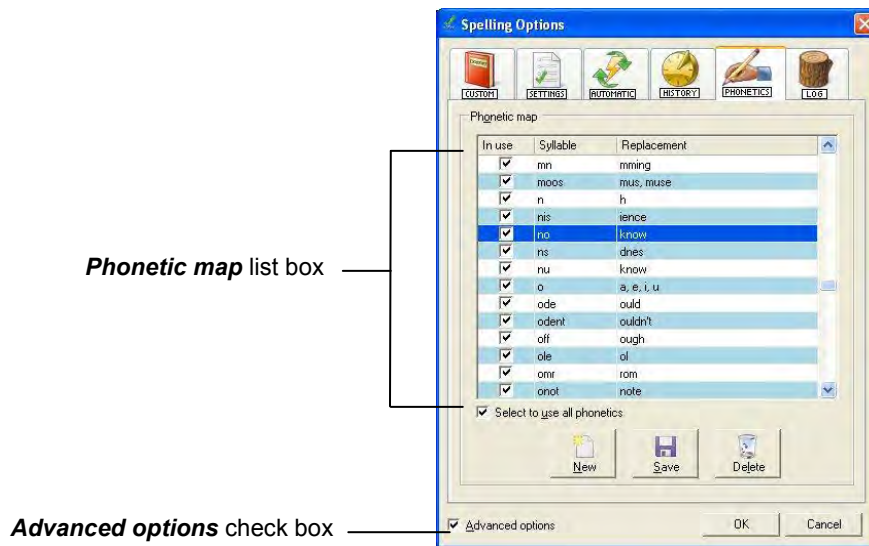 Spelling Options
CUSTOM SETTINGS AUTOMATIC HISTORY PHONETICS LOG
Phonetic map
In use Syllable Replacement
mn mming
moos mus, muse
n h
nis ience
no know
ns dnes
nu know
o a, e, i, u
ode ould
odent ouldn't
off ough
ole ol
omr rom
onot note
Phonetic map list box
Select to use all phonetics
New Save Delete
Advanced options check box
Advanced options OK Cancel